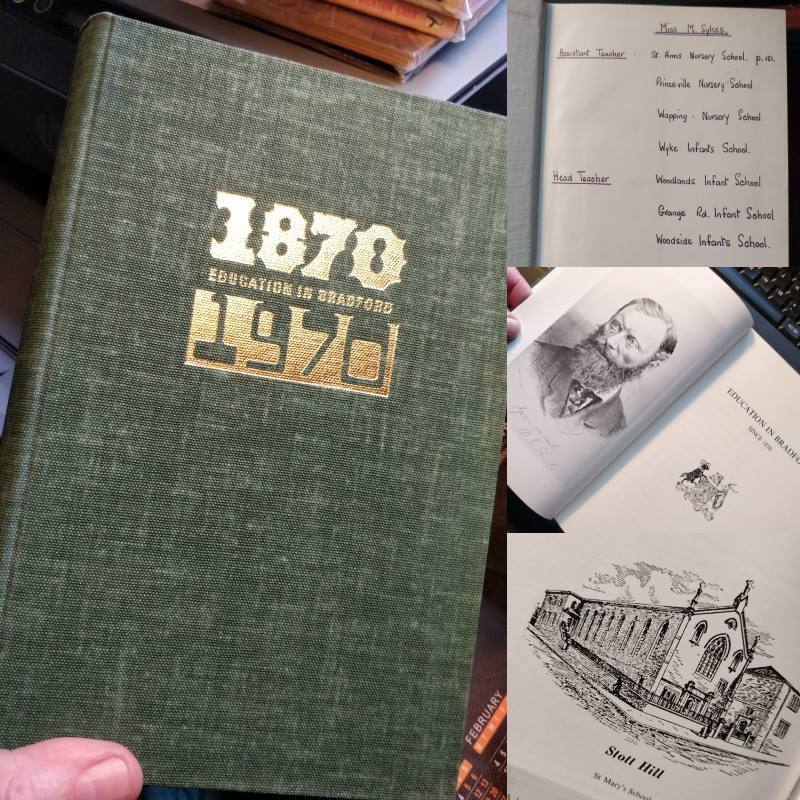 1870
EDUCATION IN BRADFORD
1970
Miss M. Sykes.
Assistant Teacher - St. Anns Nursery School. p. 151.
Princeville Nursery School
Wapping - Nursery School
Wyke Infants School.
Head Teacher Woodlands Infant School
Grange Rd. Infant School
Woodside Infants School.
EDUCATION IN BRADFO
SINCE 1870
Stott Hill
St Mary's School
FEBRUARY